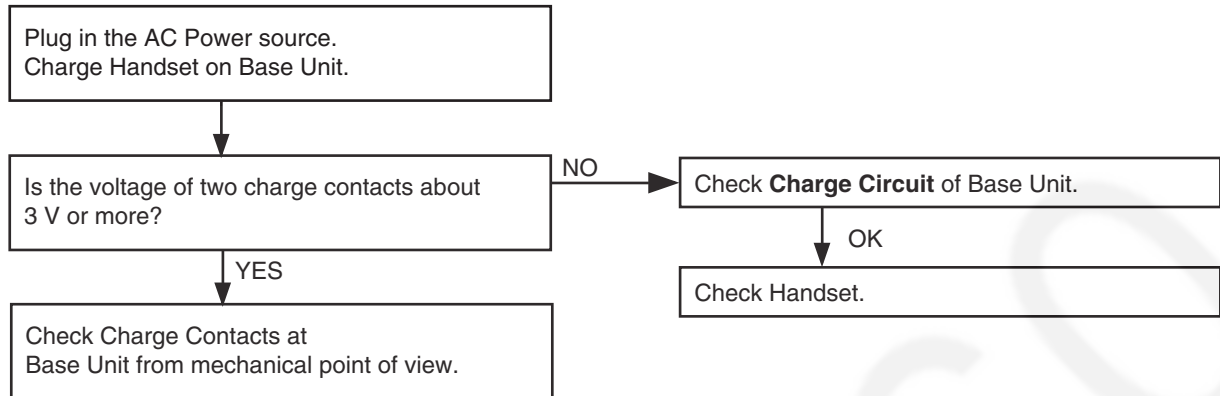 Plug in the AC Power source.
Charge Handset on Base Unit.
Is the voltage of two charge contacts about
3 V or more?
NO
Check Charge Circuit of Base Unit.
OK
Check Handset.
YES
Check Charge Contacts at
Base Unit from mechanical point of view.